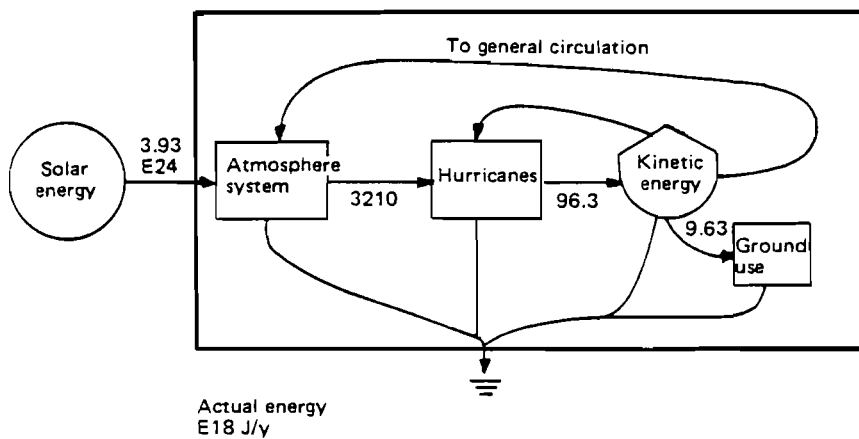 To general circulation
3.93
E24
Solar
energy
Atmosphere
system
3210
Hurricanes
96.3
Kinetic
energy
9.63
Ground
use
Actual energy
E18 J/y